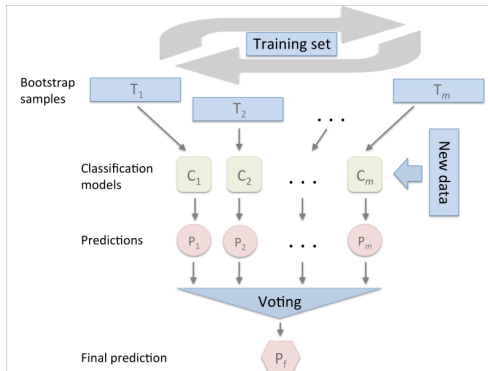 Training set
Bootstrap
samples
T1
T2
. . .
Tm
Classification
models
C1
C2
. . .
Cm
New
data
Predictions
P1
P2
. . .
Pm
Voting
Final prediction
Pf